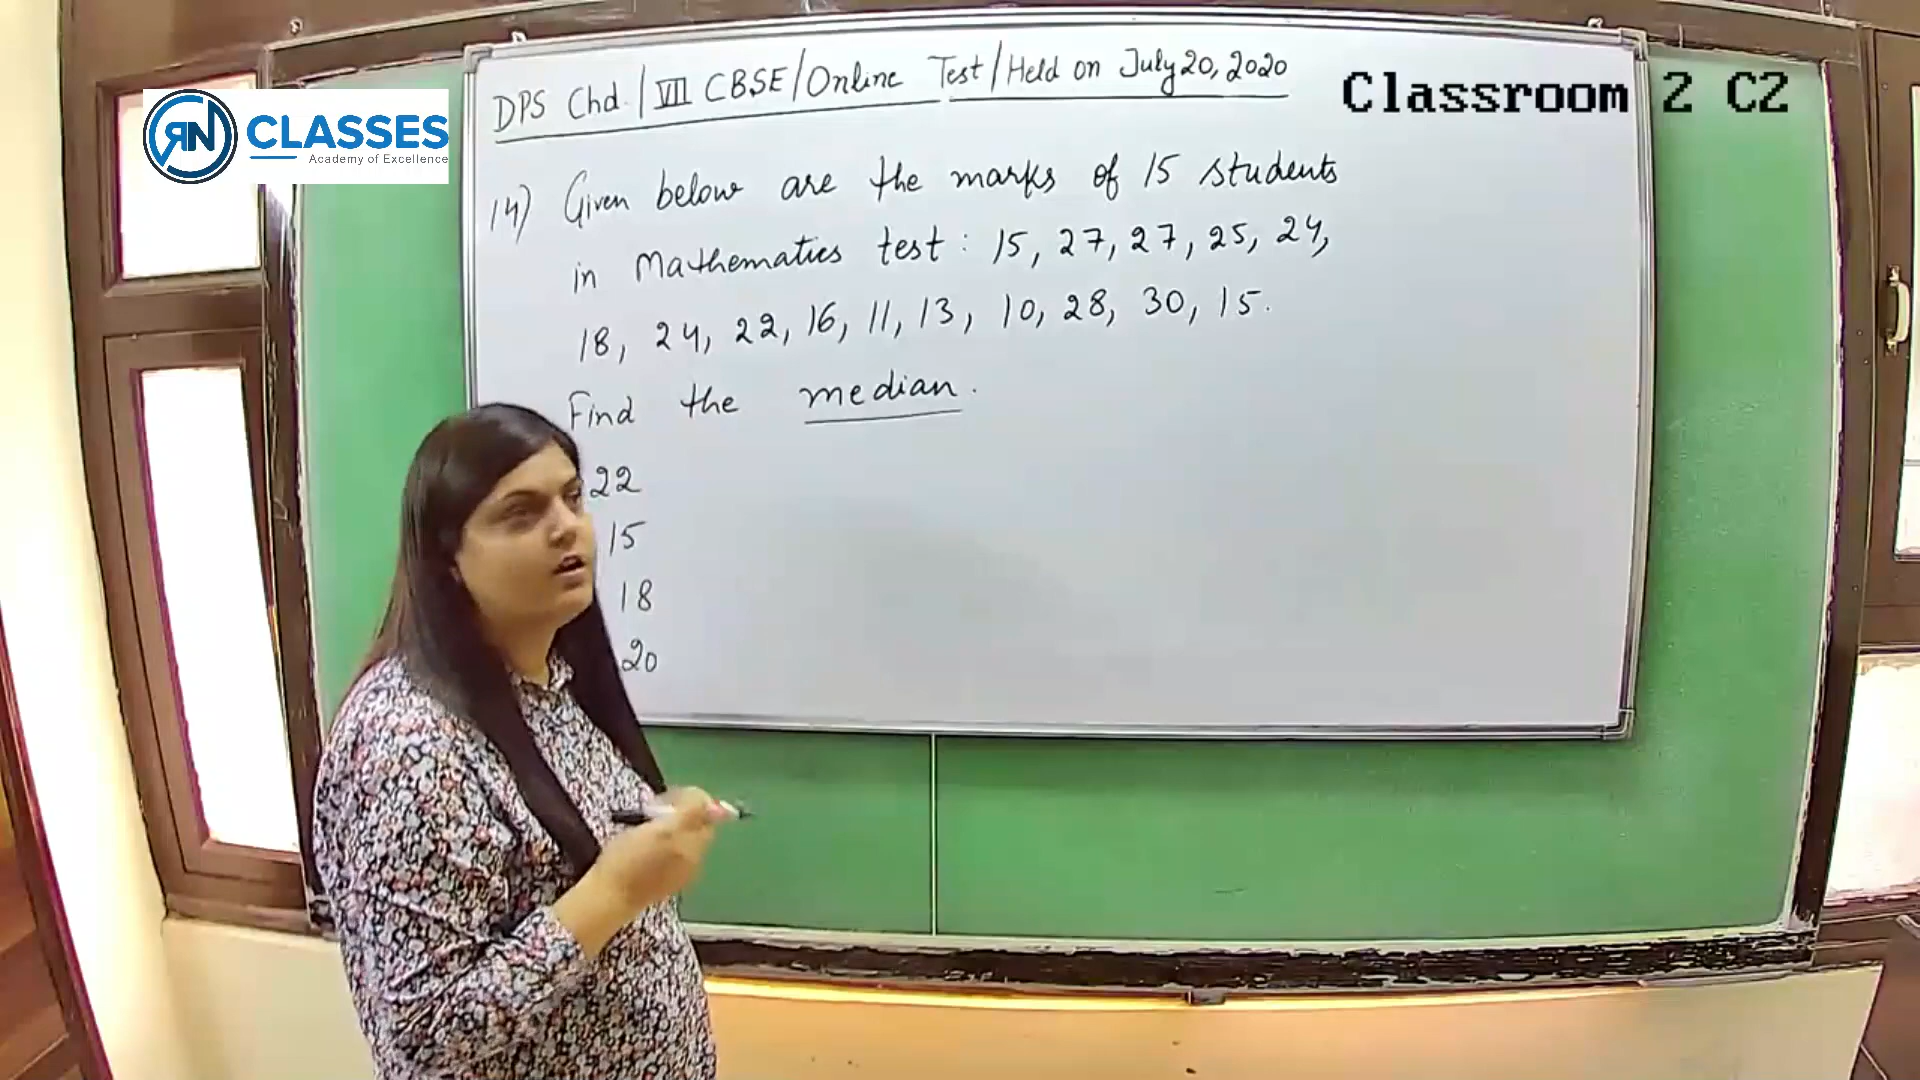 DPS Chd. / VII CBSE / Online Test / Held on July 20, 2020
Classroom 2 C2
RN CLASSES
Academy of Excellence
14) Given below are the marks of 15 students
in Mathematics test : 15, 27, 27, 25, 24,
18, 24, 22, 16, 11, 13, 10, 28, 30, 15.
Find the median.
22
15
18
20